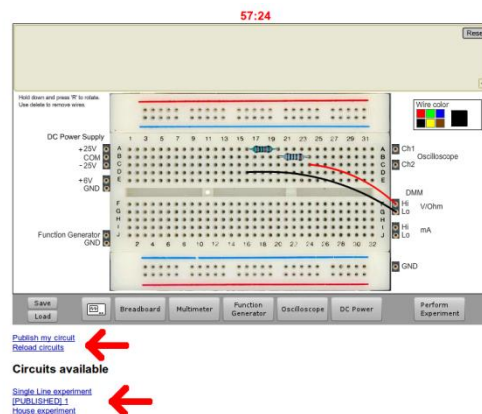 57:24
Rese
Hold down and press 'R' to rotate.
Use delete to remove wires.
Wire color
DC Power Supply
+25V
COM
-25V
+6V
GND
Function Generator
GND
1 3 5 7 9 11 13 15 17 19 21 23 25 27 29 31
A A
B B
C C
D D
E E
F F
G G
H H
I I
J J
2 4 6 8 10 12 14 16 18 20 22 24 26 28 30 32
Ch1
Oscilloscope
Ch2
DMM
Hi
V/Ohm
Lo
Hi
mA
Lo
GND
Save
Load
Breadboard
Multimeter
Function Generator
Oscilloscope
DC Power
Perform Experiment
Publish my circuit
Reload circuits
Circuits available
Single Line experiment
[PUBLISHED] 1
House experiment